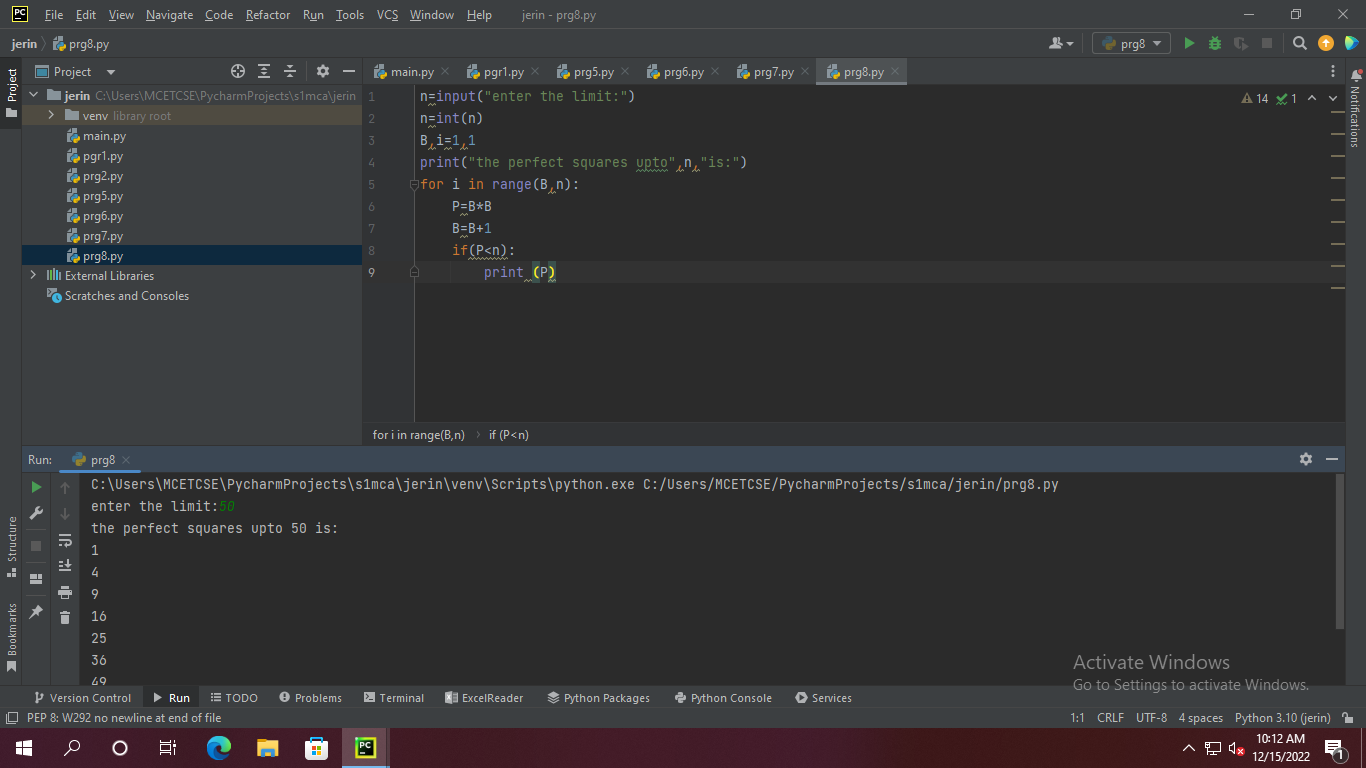 PC File Edit View Navigate Code Refactor Run Tools VCS Window Help jerin - prg8.py
jerin prg8.py prg8
Project
Project
main.py pgr1.py prg5.py prg6.py prg7.py prg8.py
Notifications
jerin C:\Users\MCETCSE\PycharmProjects\s1mca\jerin
venv library root
main.py
pgr1.py
prg2.py
prg5.py
prg6.py
prg7.py
prg8.py
External Libraries
Scratches and Consoles
14 1
1 n=input("enter the limit:")
2 n=int(n)
3 B,i=1,1
4 print("the perfect squares upto",n,"is:")
5 for i in range(B,n):
6 P=B*B
7 B=B+1
8 if(P<n):
9 print (P)
for i in range(B,n) if (P<n)
Run: prg8
C:\Users\MCETCSE\PycharmProjects\s1mca\jerin\venv\Scripts\python.exe C:/Users/MCETCSE/PycharmProjects/s1mca/jerin/prg8.py
enter the limit:50
the perfect squares upto 50 is:
1
4
9
16
25
36
49
Structure
Bookmarks
Activate Windows
Go to Settings to activate Windows.
Version Control Run TODO Problems Terminal ExcelReader Python Packages Python Console Services
PEP 8: W292 no newline at end of file 1:1 CRLF UTF-8 4 spaces Python 3.10 (jerin)
PC
10:12 AM
12/15/2022
1